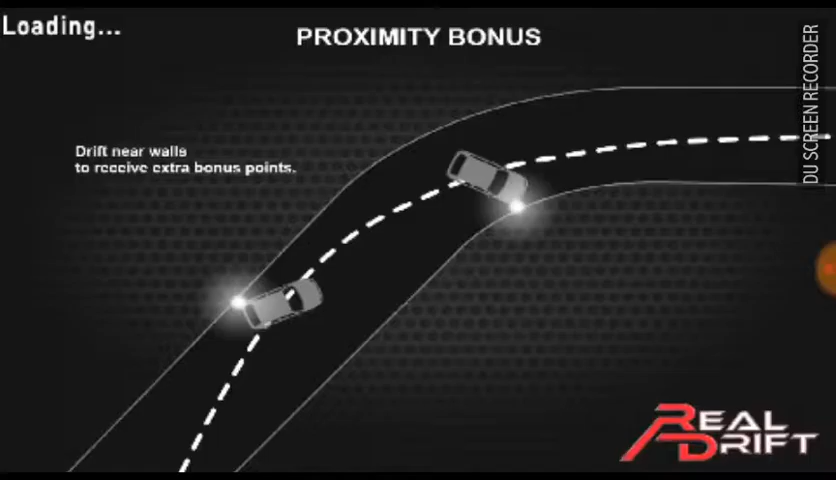 Loading...
PROXIMITY BONUS
Drift near walls
to receive extra bonus points.
DU SCREEN RECORDER
REAL
DRIFT